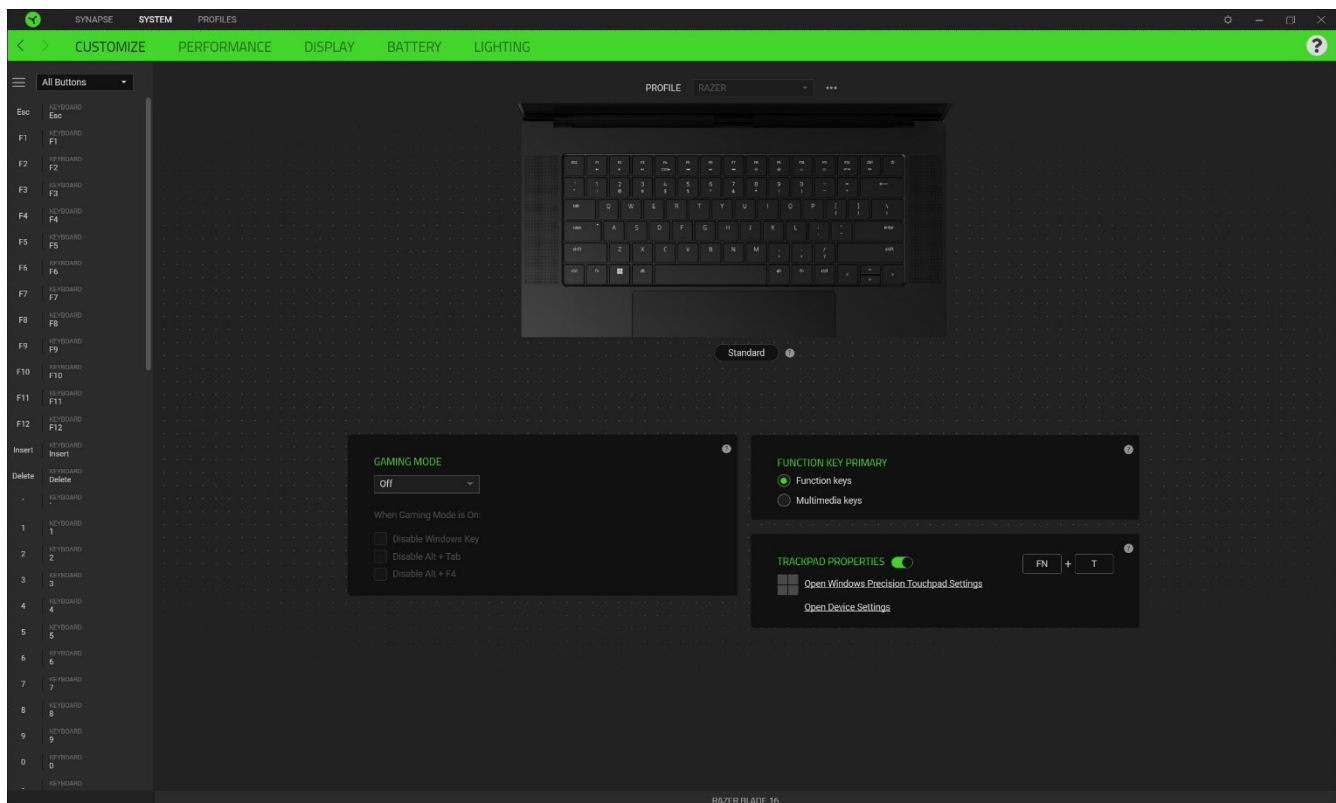 SYNAPSE SYSTEM PROFILES
CUSTOMIZE PERFORMANCE DISPLAY BATTERY LIGHTING ?
All Buttons
PROFILE RAZER
Esc KEYBOARD
Esc
F1 KEYBOARD
F1
F2 KEYBOARD
F2
F3 KEYBOARD
F3
F4 KEYBOARD
F4
F5 KEYBOARD
F5
F6 KEYBOARD
F6
F7 KEYBOARD
F7
F8 KEYBOARD
F8
F9 KEYBOARD
F9
F10 KEYBOARD
F10
F11 KEYBOARD
F11
F12 KEYBOARD
F12
Insert KEYBOARD
Insert
Delete KEYBOARD
Delete
KEYBOARD
1 KEYBOARD
1
2 KEYBOARD
2
3 KEYBOARD
3
4 KEYBOARD
4
5 KEYBOARD
5
6 KEYBOARD
6
7 KEYBOARD
7
8 KEYBOARD
8
9 KEYBOARD
9
0 KEYBOARD
0
- KEYBOARD
Q W E R T Y U I O P
A S D F G H J K L
Z X C V B N M
Standard ?
GAMING MODE ?
Off
When Gaming Mode is On:
Disable Windows Key
Disable Alt + Tab
Disable Alt + F4
FUNCTION KEY PRIMARY ?
Function keys
Multimedia keys
TRACKPAD PROPERTIES FN + T ?
Open Windows Precision Touchpad Settings
Open Device Settings
RAZER BLADE 16